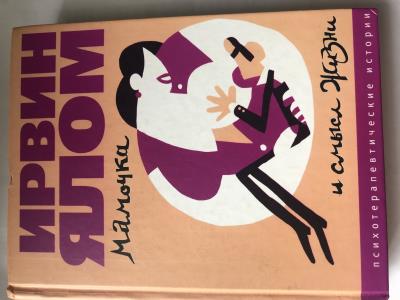 ИРВИН
ЯЛОМ
Мамочка
и смысл жизни
психотерапевтические истории